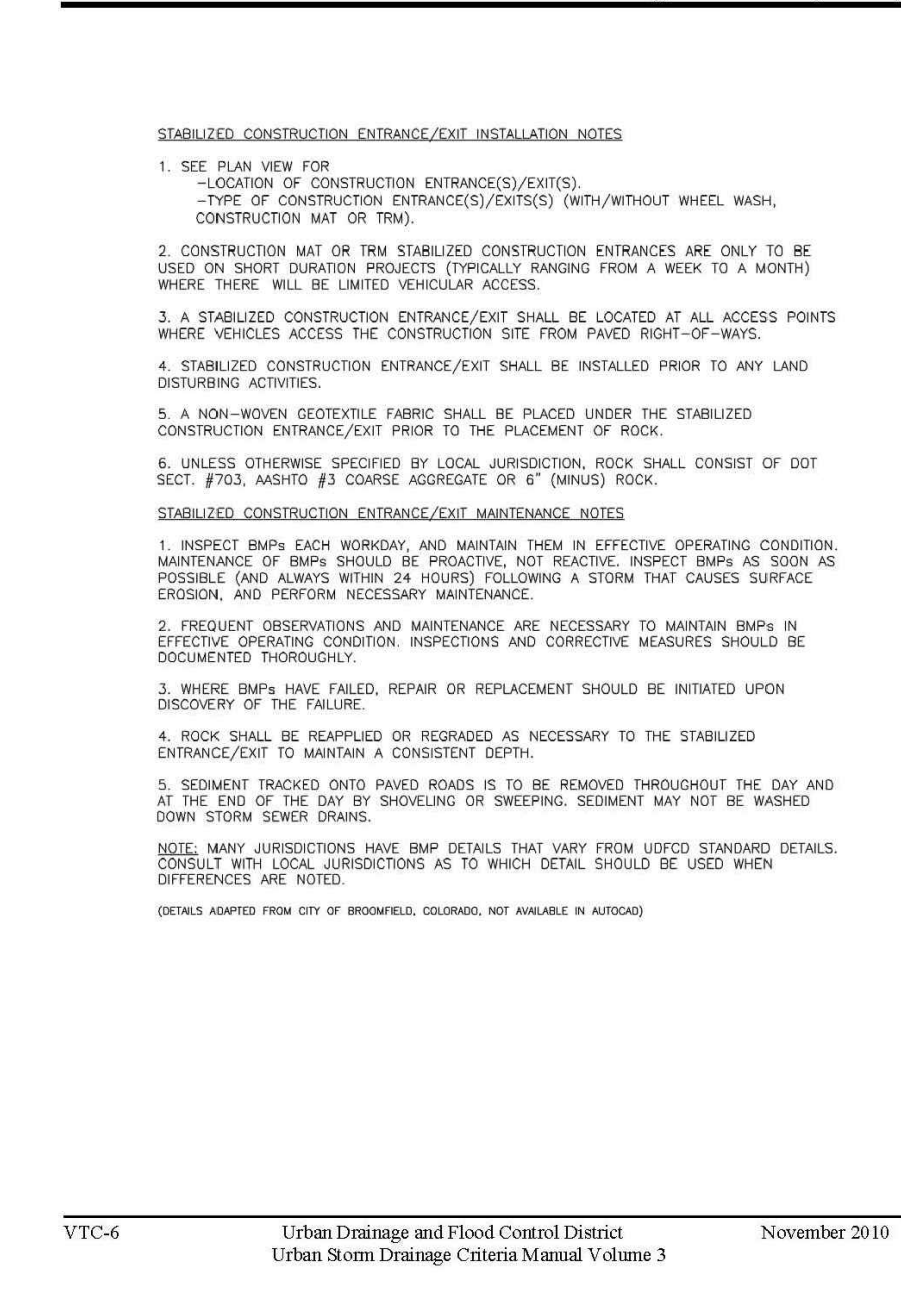 STABILIZED CONSTRUCTION ENTRANCE/EXIT INSTALLATION NOTES
1. SEE PLAN VIEW FOR
–LOCATION OF CONSTRUCTION ENTRANCE(S)/EXIT(S).
–TYPE OF CONSTRUCTION ENTRANCE(S)/EXITS(S) (WITH/WITHOUT WHEEL WASH,
CONSTRUCTION MAT OR TRM).
2. CONSTRUCTION MAT OR TRM STABILIZED CONSTRUCTION ENTRANCES ARE ONLY TO BE
USED ON SHORT DURATION PROJECTS (TYPICALLY RANGING FROM A WEEK TO A MONTH)
WHERE THERE WILL BE LIMITED VEHICULAR ACCESS.
3. A STABILIZED CONSTRUCTION ENTRANCE/EXIT SHALL BE LOCATED AT ALL ACCESS POINTS
WHERE VEHICLES ACCESS THE CONSTRUCTION SITE FROM PAVED RIGHT–OF–WAYS.
4. STABILIZED CONSTRUCTION ENTRANCE/EXIT SHALL BE INSTALLED PRIOR TO ANY LAND
DISTURBING ACTIVITIES.
5. A NON–WOVEN GEOTEXTILE FABRIC SHALL BE PLACED UNDER THE STABILIZED
CONSTRUCTION ENTRANCE/EXIT PRIOR TO THE PLACEMENT OF ROCK.
6. UNLESS OTHERWISE SPECIFIED BY LOCAL JURISDICTION, ROCK SHALL CONSIST OF DOT
SECT. #703, AASHTO #3 COARSE AGGREGATE OR 6" (MINUS) ROCK.
STABILIZED CONSTRUCTION ENTRANCE/EXIT MAINTENANCE NOTES
1. INSPECT BMPs EACH WORKDAY, AND MAINTAIN THEM IN EFFECTIVE OPERATING CONDITION.
MAINTENANCE OF BMPs SHOULD BE PROACTIVE, NOT REACTIVE. INSPECT BMPs AS SOON AS
POSSIBLE (AND ALWAYS WITHIN 24 HOURS) FOLLOWING A STORM THAT CAUSES SURFACE
EROSION, AND PERFORM NECESSARY MAINTENANCE.
2. FREQUENT OBSERVATIONS AND MAINTENANCE ARE NECESSARY TO MAINTAIN BMPs IN
EFFECTIVE OPERATING CONDITION. INSPECTIONS AND CORRECTIVE MEASURES SHOULD BE
DOCUMENTED THOROUGHLY.
3. WHERE BMPs HAVE FAILED, REPAIR OR REPLACEMENT SHOULD BE INITIATED UPON
DISCOVERY OF THE FAILURE.
4. ROCK SHALL BE REAPPLIED OR REGRADED AS NECESSARY TO THE STABILIZED
ENTRANCE/EXIT TO MAINTAIN A CONSISTENT DEPTH.
5. SEDIMENT TRACKED ONTO PAVED ROADS IS TO BE REMOVED THROUGHOUT THE DAY AND
AT THE END OF THE DAY BY SHOVELING OR SWEEPING. SEDIMENT MAY NOT BE WASHED
DOWN STORM SEWER DRAINS.
NOTE: MANY JURISDICTIONS HAVE BMP DETAILS THAT VARY FROM UDFCD STANDARD DETAILS.
CONSULT WITH LOCAL JURISDICTIONS AS TO WHICH DETAIL SHOULD BE USED WHEN
DIFFERENCES ARE NOTED.
(DETAILS ADAPTED FROM CITY OF BROOMFIELD, COLORADO, NOT AVAILABLE IN AUTOCAD)
VTC-6 Urban Drainage and Flood Control District November 2010
Urban Storm Drainage Criteria Manual Volume 3